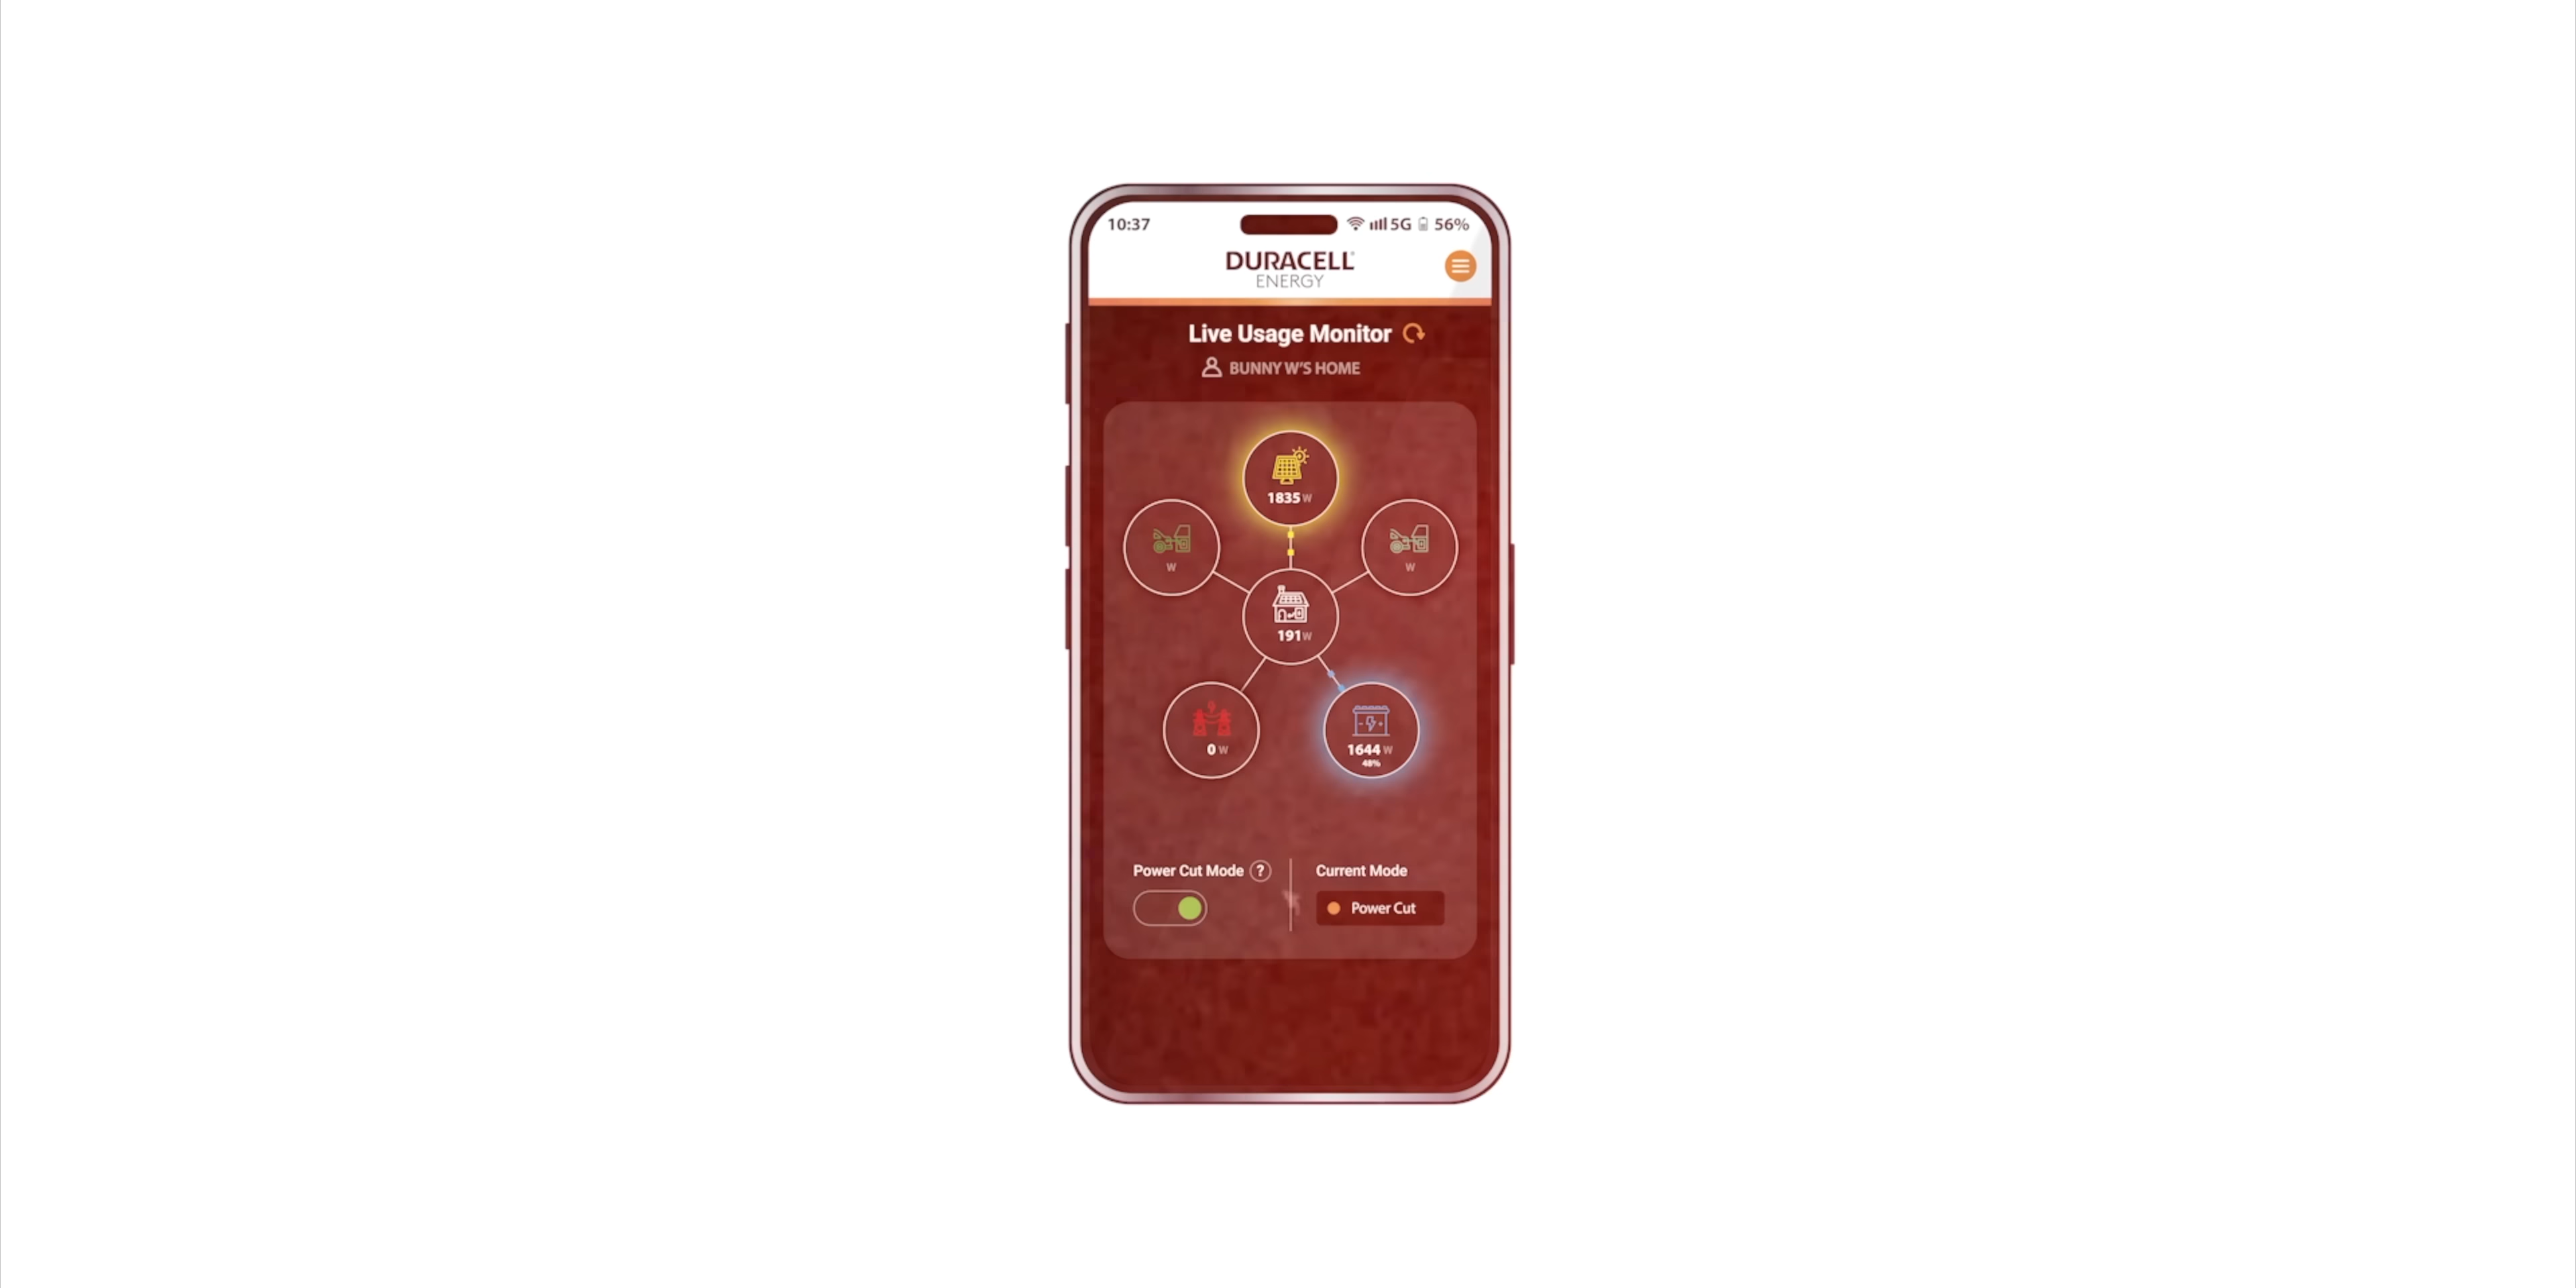 10:37 5G 56%
DURACELL
ENERGY
Live Usage Monitor
BUNNY W'S HOME
1835 W
W
W
191 W
0 W
1644 W
48%
Power Cut Mode ?
Current Mode
Power Cut